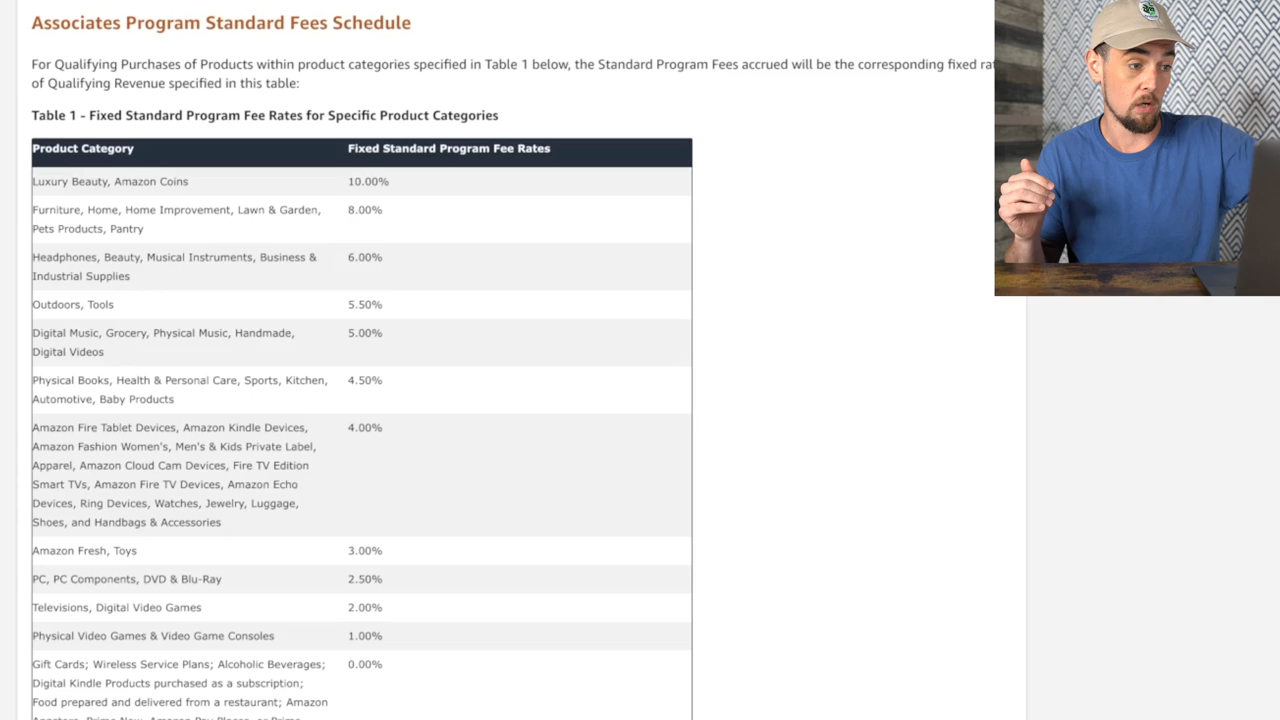 Associates Program Standard Fees Schedule
For Qualifying Purchases of Products within product categories specified in Table 1 below, the Standard Program Fees accrued will be the corresponding fixed
of Qualifying Revenue specified in this table:
Table 1 - Fixed Standard Program Fee Rates for Specific Product Categories
Product Category Fixed Standard Program Fee Rates
Luxury Beauty, Amazon Coins 10.00%
Furniture, Home, Home Improvement, Lawn & Garden, 8.00%
Pets Products, Pantry
Headphones, Beauty, Musical Instruments, Business & 6.00%
Industrial Supplies
Outdoors, Tools 5.50%
Digital Music, Grocery, Physical Music, Handmade, 5.00%
Digital Videos
Physical Books, Health & Personal Care, Sports, Kitchen, 4.50%
Automotive, Baby Products
Amazon Fire Tablet Devices, Amazon Kindle Devices, 4.00%
Amazon Fashion Women's, Men's & Kids Private Label,
Apparel, Amazon Cloud Cam Devices, Fire TV Edition
Smart TVs, Amazon Fire TV Devices, Amazon Echo
Devices, Ring Devices, Watches, Jewelry, Luggage,
Shoes, and Handbags & Accessories
Amazon Fresh, Toys 3.00%
PC, PC Components, DVD & Blu-Ray 2.50%
Televisions, Digital Video Games 2.00%
Physical Video Games & Video Game Consoles 1.00%
Gift Cards; Wireless Service Plans; Alcoholic Beverages; 0.00%
Digital Kindle Products purchased as a subscription;
Food prepared and delivered from a restaurant; Amazon